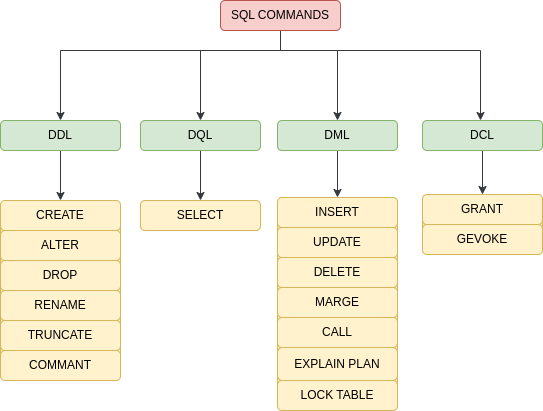 SQL COMMANDS
DDL
DQL
DML
DCL
CREATE
ALTER
DROP
RENAME
TRUNCATE
COMMANT
SELECT
INSERT
UPDATE
DELETE
MARGE
CALL
EXPLAIN PLAN
LOCK TABLE
GRANT
GEVOKE